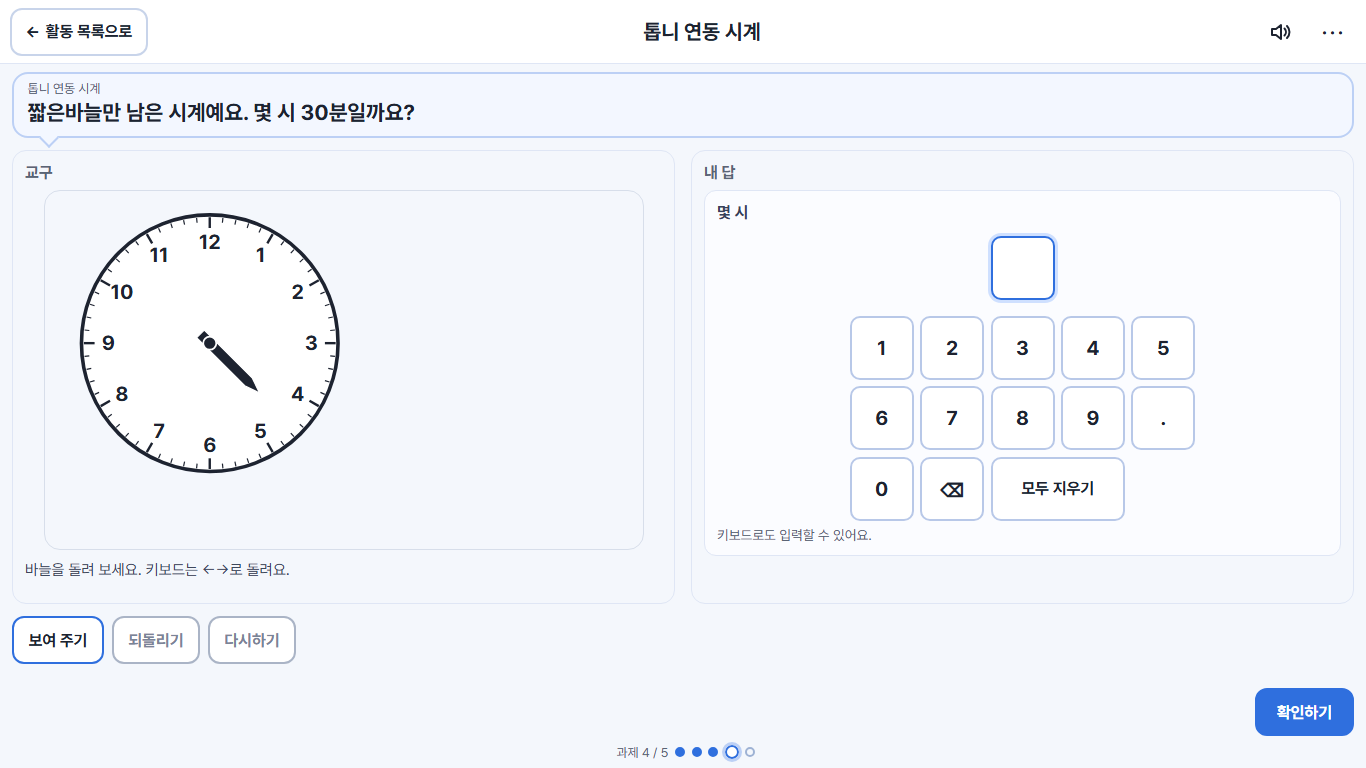 ← 활동 목록으로
톱니 연동 시계
톱니 연동 시계
짧은바늘만 남은 시계예요. 몇 시 30분일까요?
교구
12
11
1
10
2
9
3
8
4
7
5
6
바늘을 돌려 보세요. 키보드는 ←→로 돌려요.
내 답
몇 시
1 2 3 4 5
6 7 8 9 .
0 ⌫ 모두 지우기
키보드로도 입력할 수 있어요.
보여 주기 되돌리기 다시하기
확인하기
과제 4 / 5